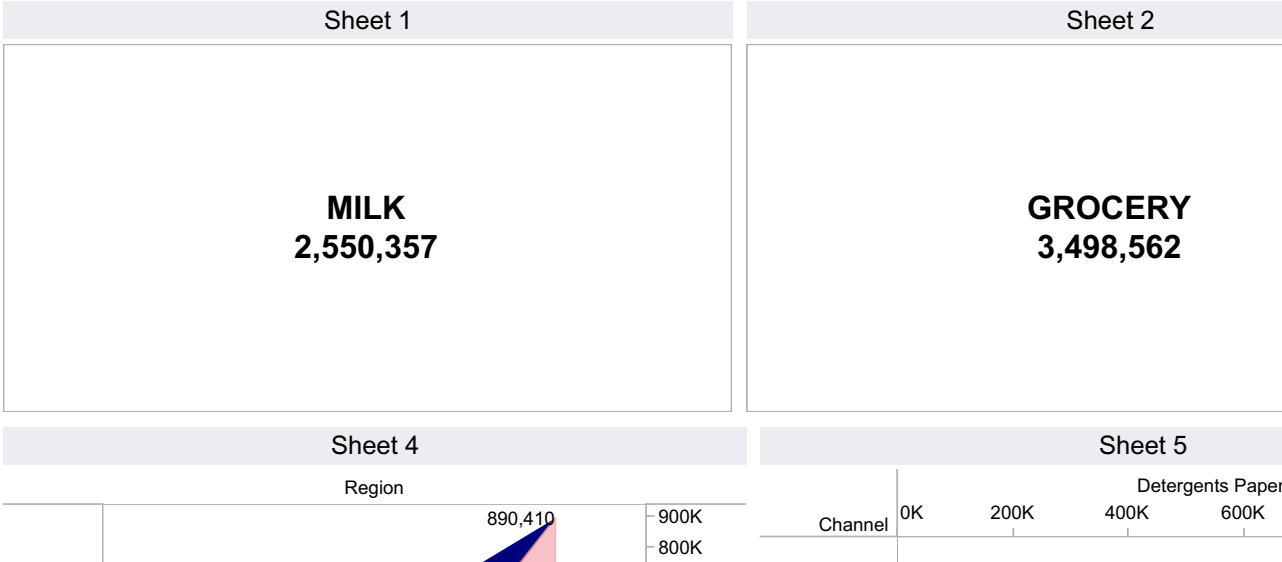 Sheet 1
Sheet 2
MILK
2,550,357
GROCERY
3,498,562
Sheet 4
Sheet 5
Region
890,410
900K
800K
Detergents Paper
Channel
0K
200K
400K
600K